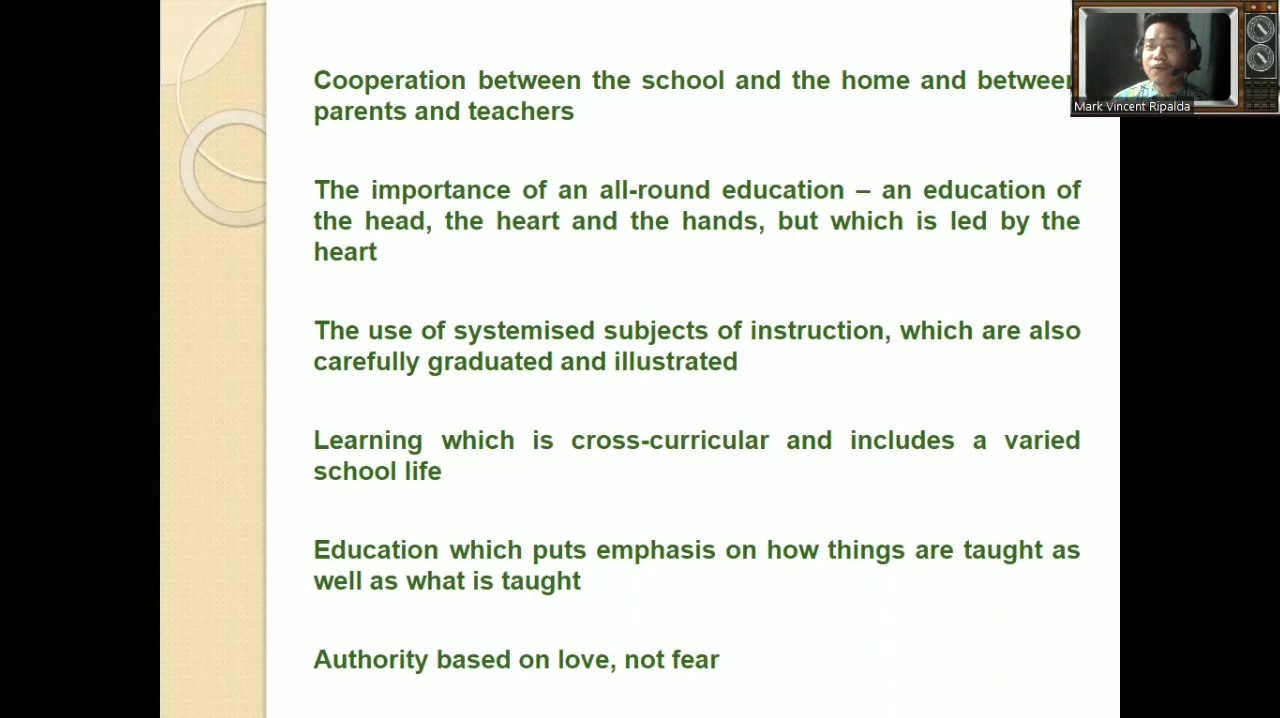 Cooperation between the school and the home and between
parents and teachers
The importance of an all-round education – an education of
the head, the heart and the hands, but which is led by the
heart
The use of systemised subjects of instruction, which are also
carefully graduated and illustrated
Learning which is cross-curricular and includes a varied
school life
Education which puts emphasis on how things are taught as
well as what is taught
Authority based on love, not fear
Mark Vincent Ripalda